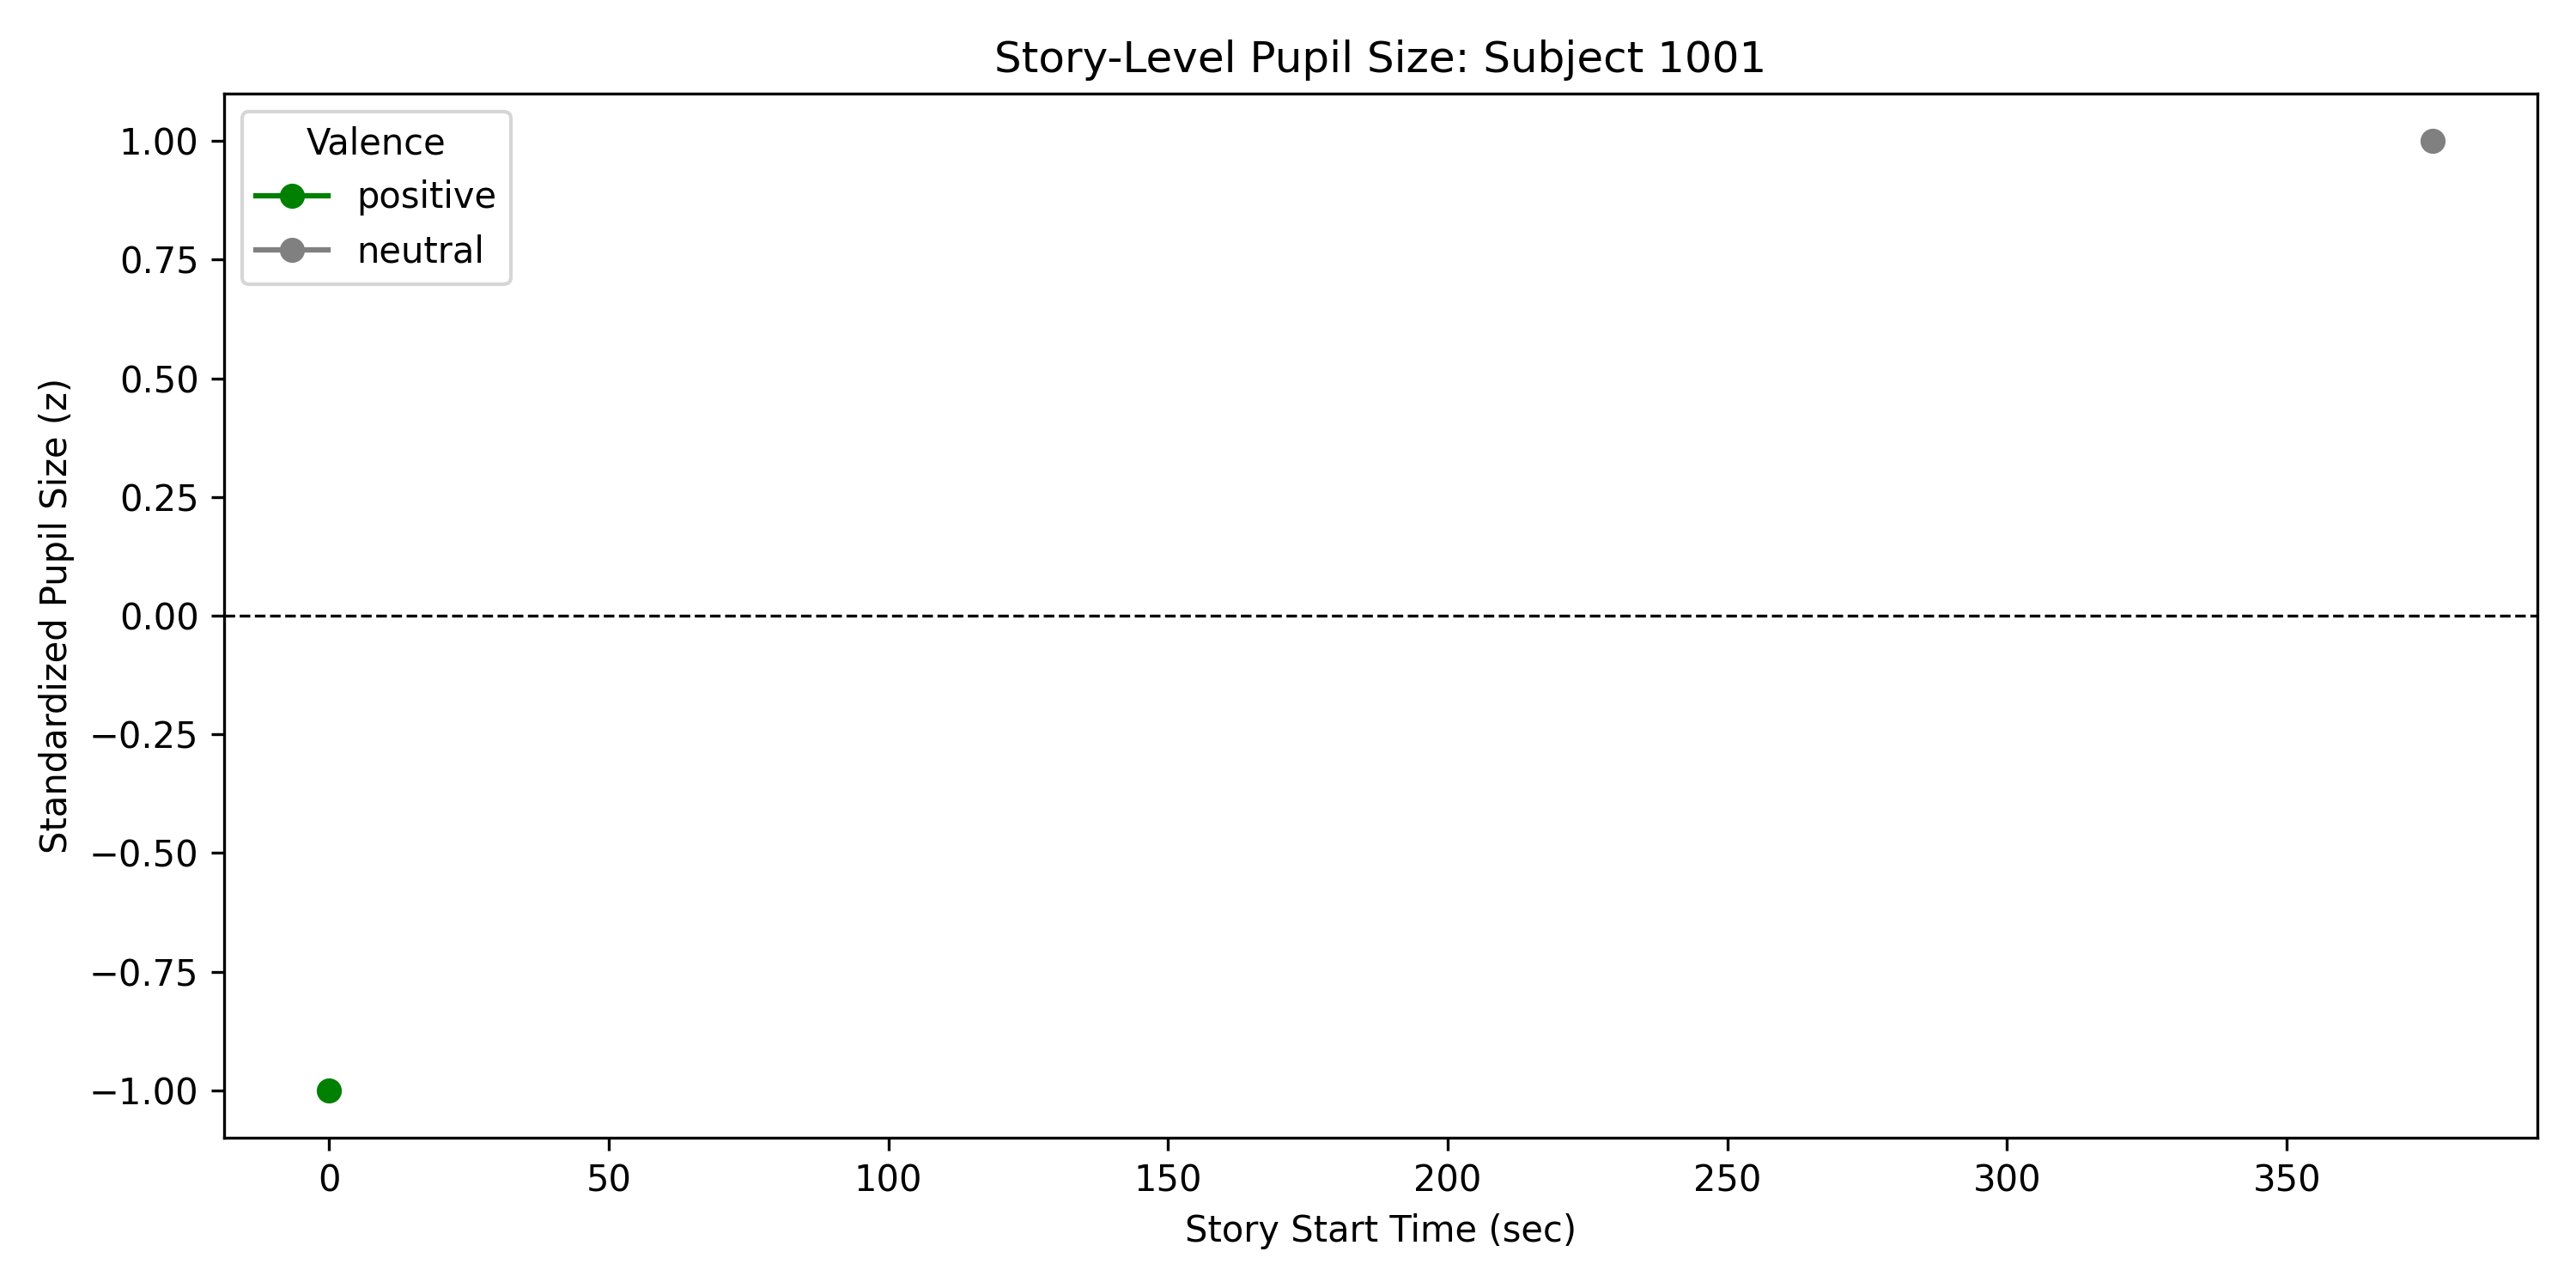 Story-Level Pupil Size: Subject 1001
Valence
positive
neutral
Standardized Pupil Size (z)
1.00
0.75
0.50
0.25
0.00
−0.25
−0.50
−0.75
−1.00
0 50 100 150 200 250 300 350
Story Start Time (sec)